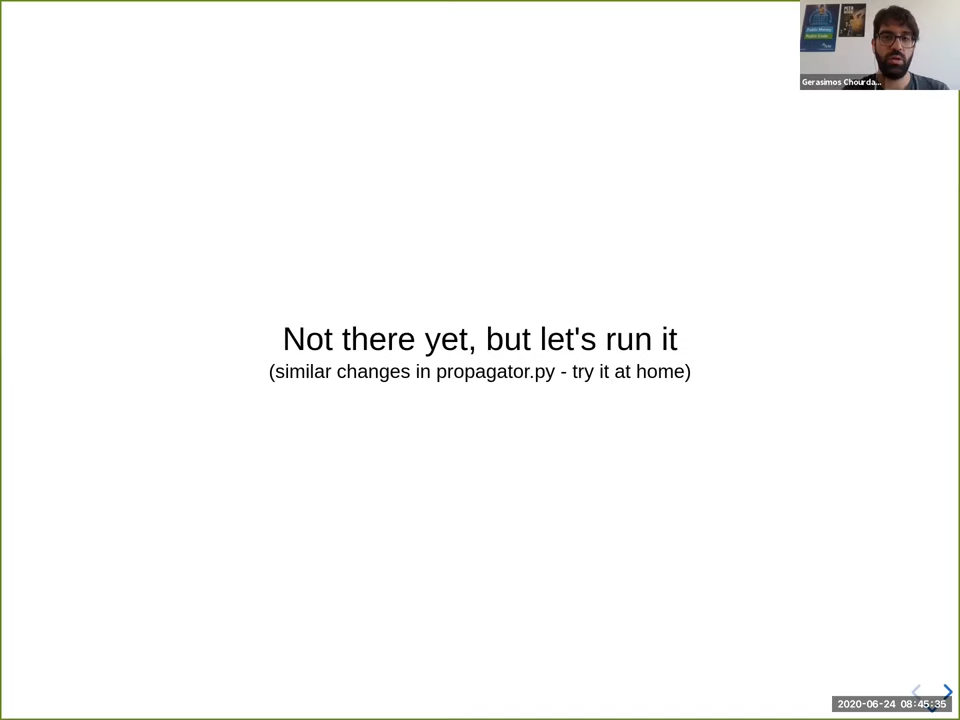 Gerasimos Chourda...
Not there yet, but let's run it
(similar changes in propagator.py - try it at home)
2020-06-24 08:45:35